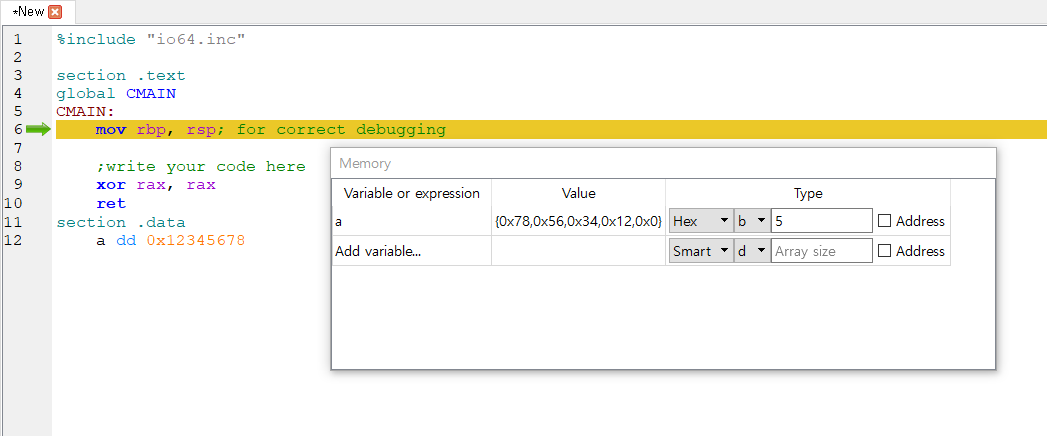 *New
1 %include "io64.inc"
2
3 section .text
4 global CMAIN
5 CMAIN:
6 mov rbp, rsp; for correct debugging
7
8 ;write your code here
9 xor rax, rax
10 ret
11 section .data
12 a dd 0x12345678
Memory
Variable or expression Value Type
a {0x78,0x56,0x34,0x12,0x0} Hex b 5 Address
Add variable... Smart d Array size Address